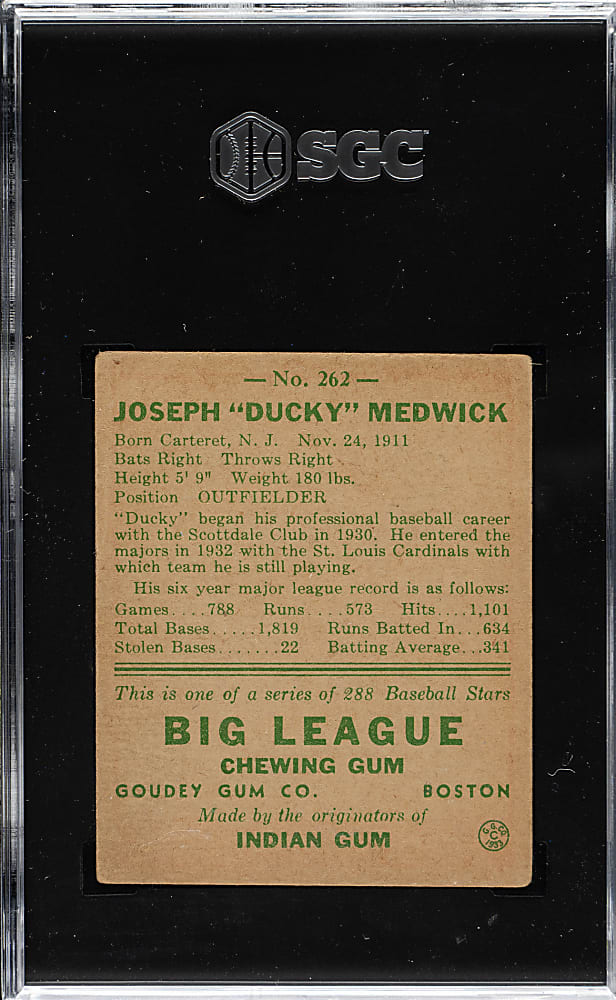 SGC
— No. 262 —
JOSEPH "DUCKY" MEDWICK
Born Carteret, N. J. Nov. 24, 1911
Bats Right Throws Right
Height 5' 9" Weight 180 lbs.
Position OUTFIELDER
"Ducky" began his professional baseball career
with the Scottdale Club in 1930. He entered the
majors in 1932 with the St. Louis Cardinals with
which team he is still playing.
His six year major league record is as follows:
Games....788 Runs....573 Hits....1,101
Total Bases.....1,819 Runs Batted In...634
Stolen Bases.......22 Batting Average...341
This is one of a series of 288 Baseball Stars
BIG LEAGUE
CHEWING GUM
GOUDEY GUM CO. BOSTON
Made by the originators of
INDIAN GUM
G. G. CO.
C
1933